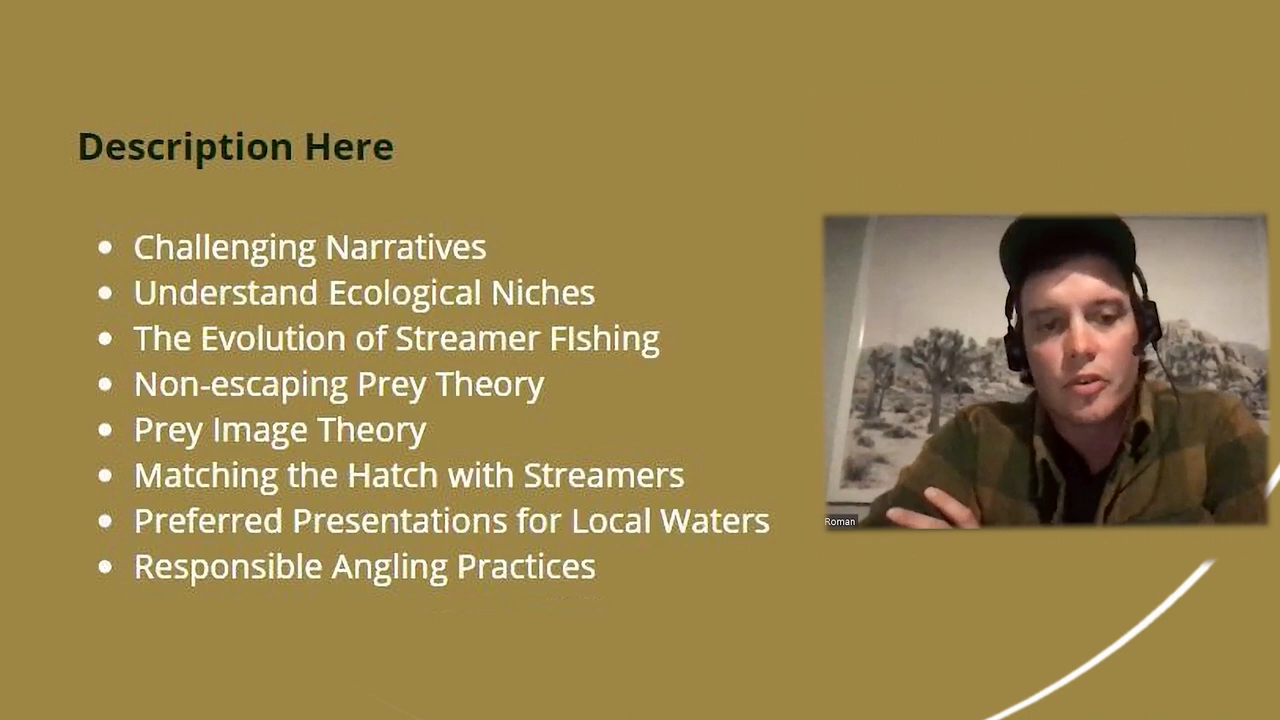 Description Here
Challenging Narratives
Understand Ecological Niches
The Evolution of Streamer FIshing
Non-escaping Prey Theory
Prey Image Theory
Matching the Hatch with Streamers
Preferred Presentations for Local Waters
Responsible Angling Practices
Roman